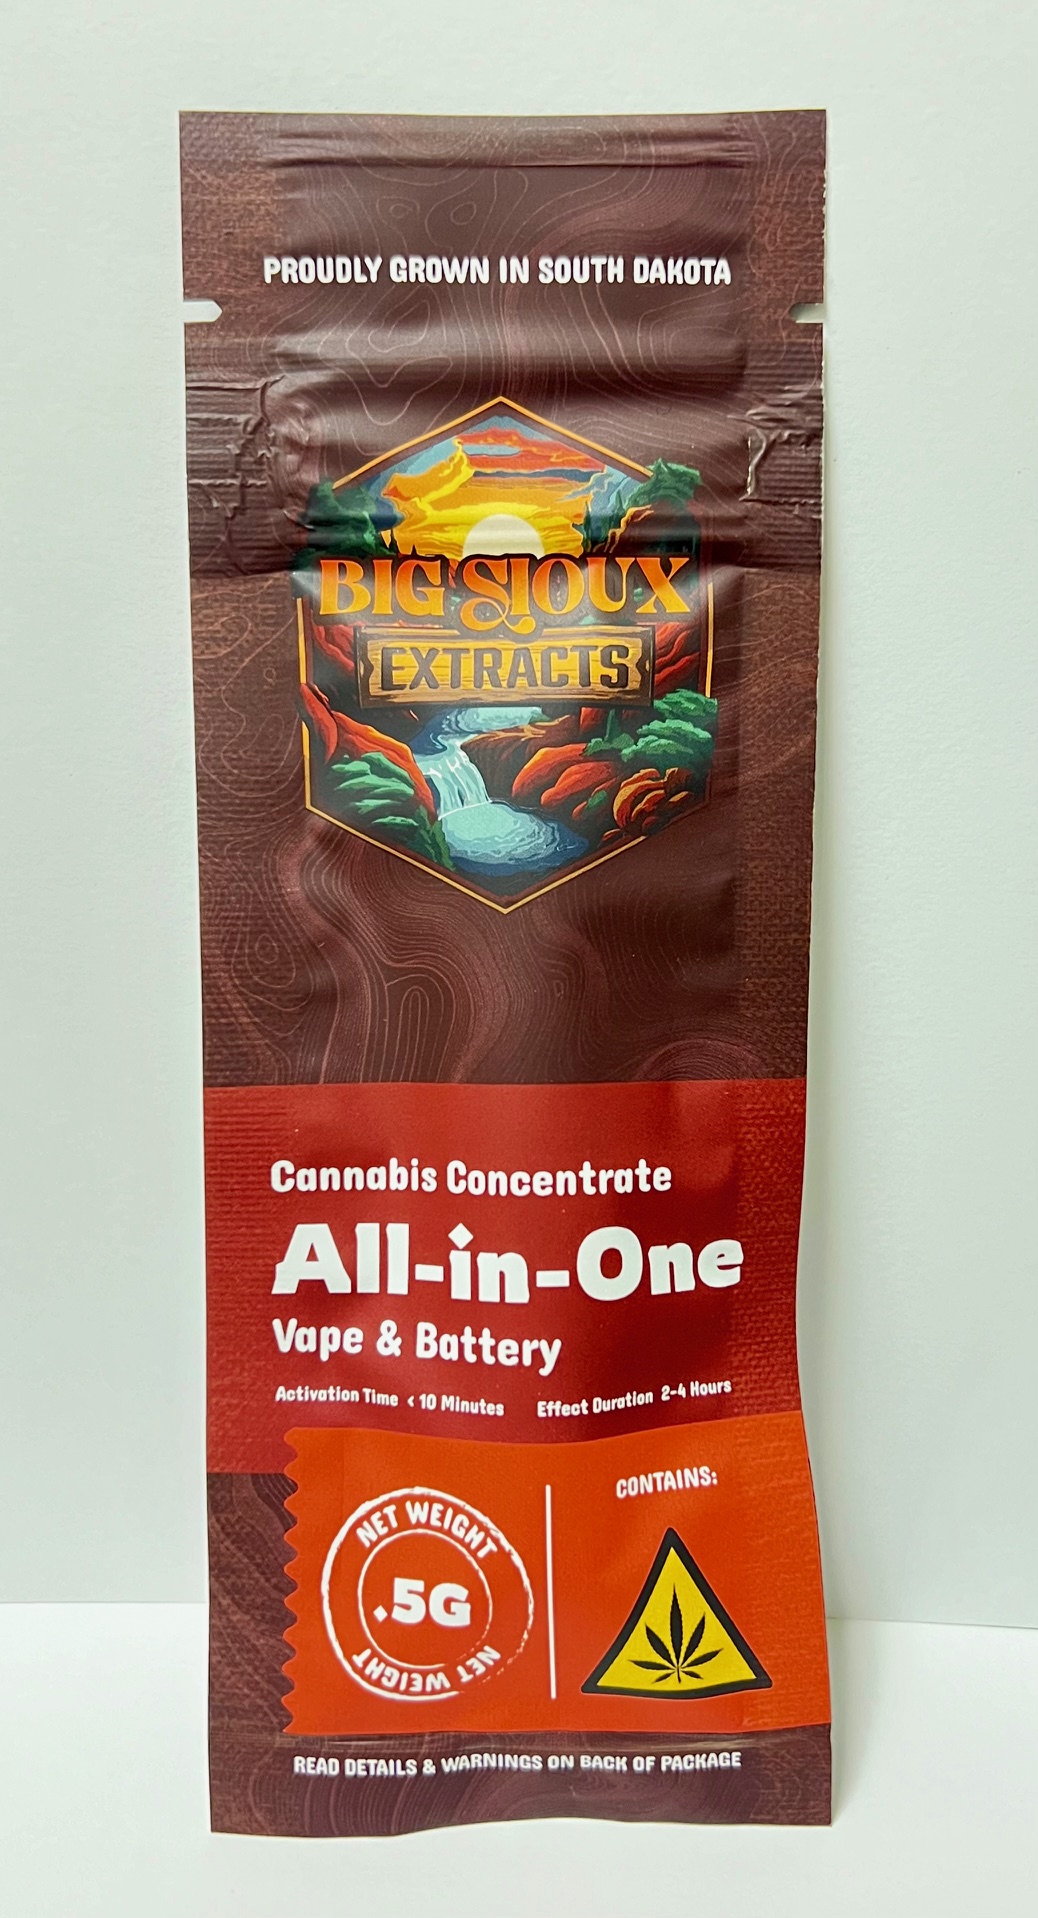 PROUDLY GROWN IN SOUTH DAKOTA
BIG SIOUX
EXTRACTS
Cannabis Concentrate
All-in-One
Vape & Battery
Activation Time < 10 Minutes Effect Duration 2-4 Hours
NET WEIGHT
.5G
NET WEIGHT
CONTAINS:
READ DETAILS & WARNINGS ON BACK OF PACKAGE